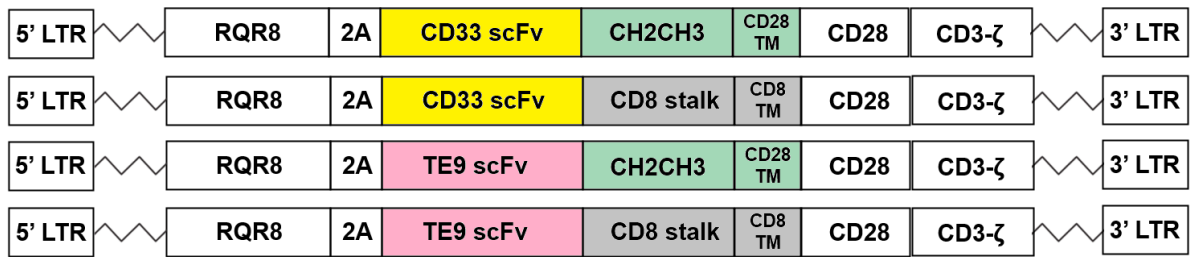 5' LTR RQR8 2A CD33 scFv CH2CH3 CD28 TM CD28 CD3-ζ 3' LTR
5' LTR RQR8 2A CD33 scFv CD8 stalk CD8 TM CD28 CD3-ζ 3' LTR
5' LTR RQR8 2A TE9 scFv CH2CH3 CD28 TM CD28 CD3-ζ 3' LTR
5' LTR RQR8 2A TE9 scFv CD8 stalk CD8 TM CD28 CD3-ζ 3' LTR